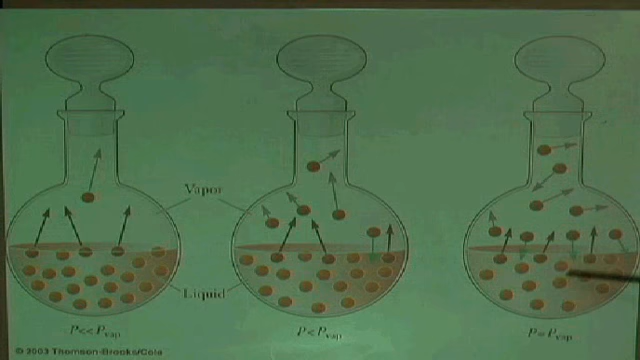 Vapor
Liquid
P<<Pvap
P<Pvap
P=Pvap
© 2003 Thomson-Brooks/Cole